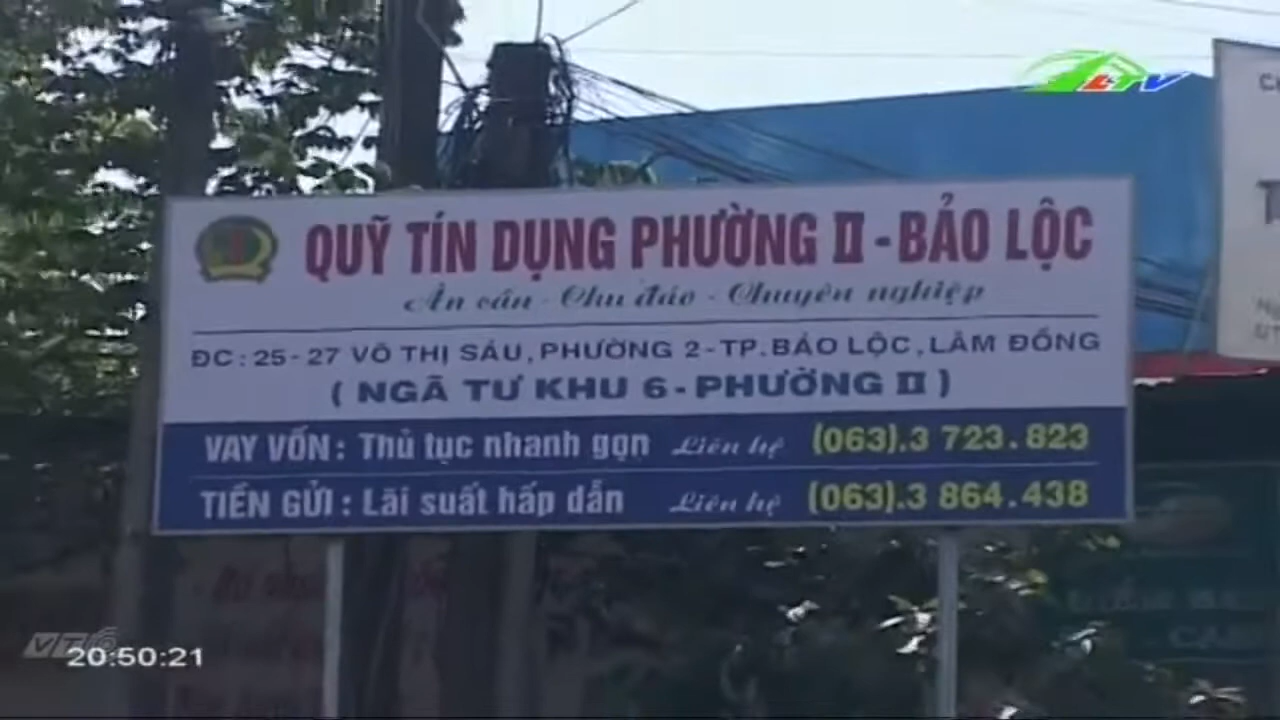 LTV
QUỸ TÍN DỤNG PHƯỜNG II - BẢO LỘC
Ân cần - Chu đáo - Chuyên nghiệp
ĐC : 25 - 27 VÕ THỊ SÁU, PHƯỜNG 2 - TP. BẢO LỘC, LÂM ĐỒNG
( NGÃ TƯ KHU 6 - PHƯỜNG II )
VAY VỐN : Thủ tục nhanh gọn Liên hệ (063).3 723.823
TIỀN GỬI : Lãi suất hấp dẫn Liên hệ (063).3 864.438
20:50:21